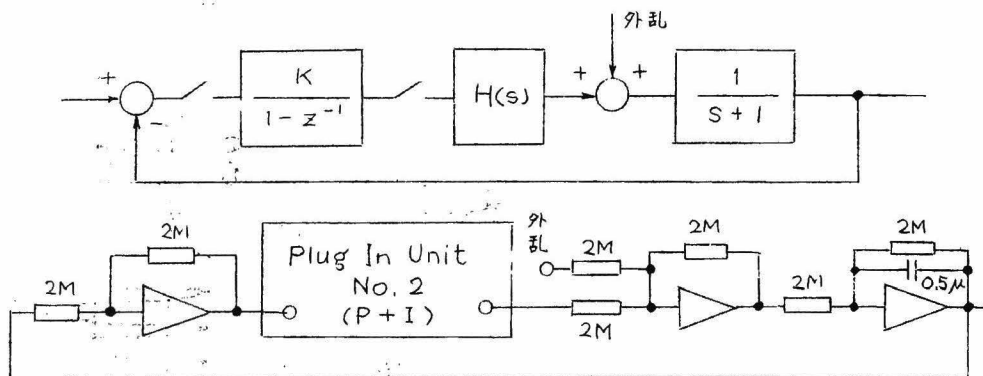 外乱
+
−
K
1 − z⁻¹
H(s)
+
+
1
S + 1
2M
2M
Plug In Unit
No. 2
(P + I)
外乱
2M
2M
2M
2M
2M
0.5μ